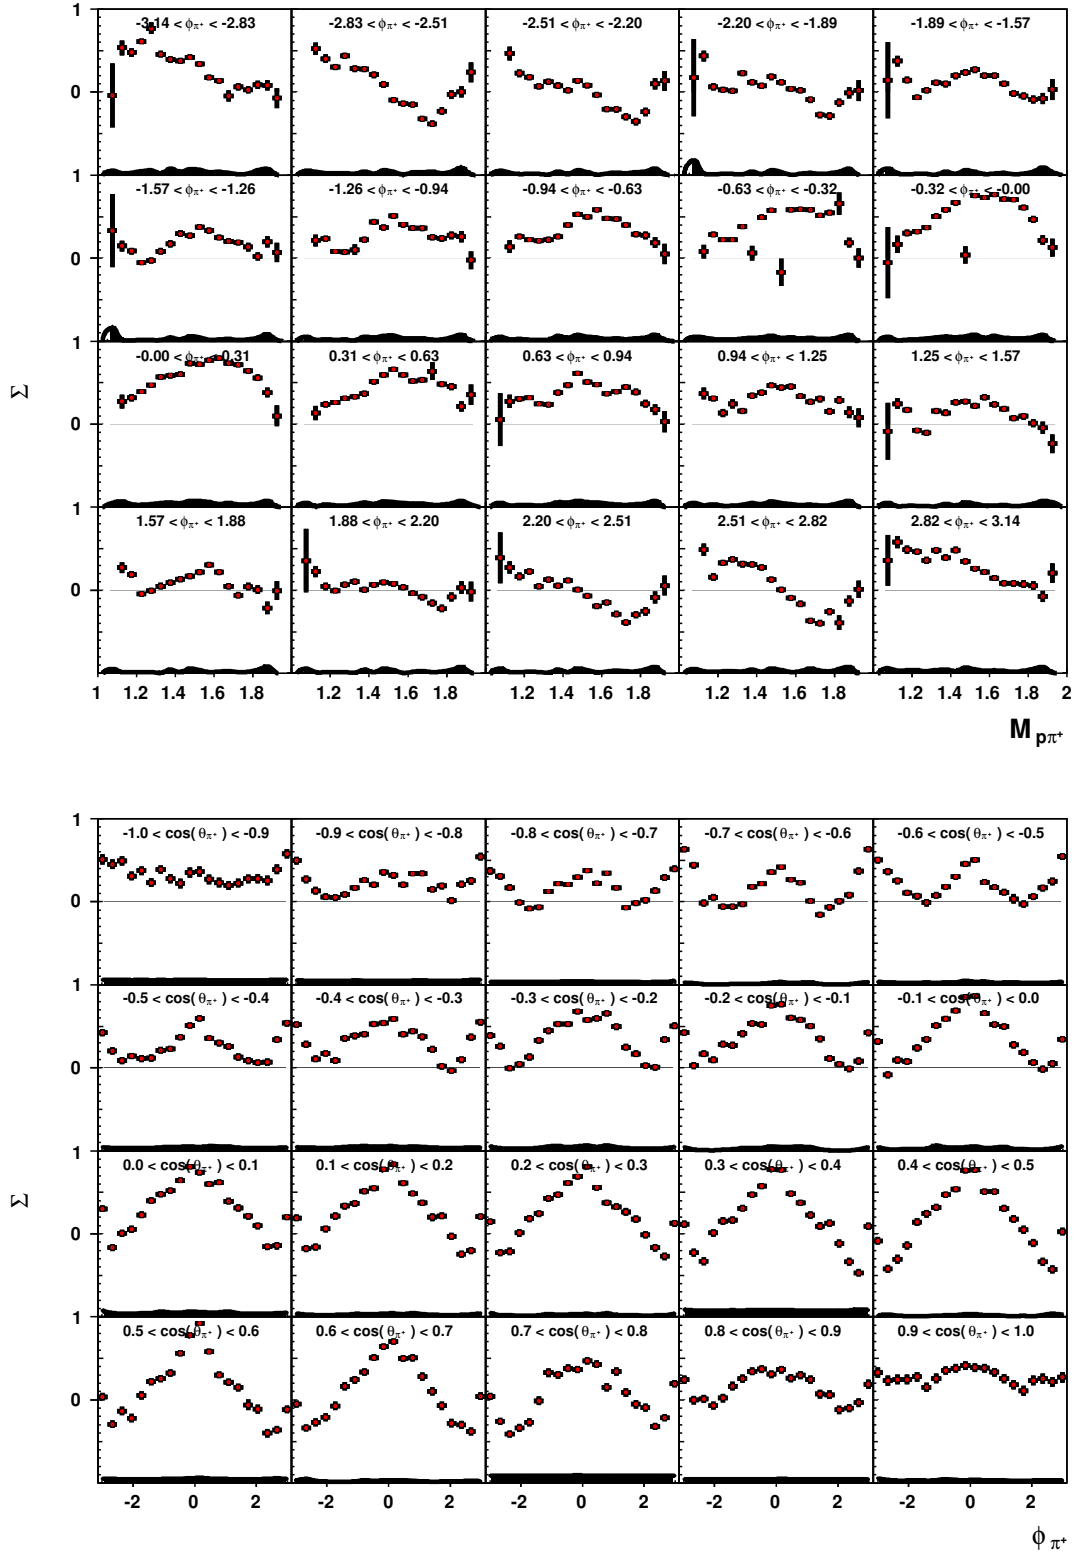 1 -3.14 < ϕπ+ < -2.83 -2.83 < ϕπ+ < -2.51 -2.51 < ϕπ+ < -2.20 -2.20 < ϕπ+ < -1.89 -1.89 < ϕπ+ < -1.57
0
1 -1.57 < ϕπ+ < -1.26 -1.26 < ϕπ+ < -0.94 -0.94 < ϕπ+ < -0.63 -0.63 < ϕπ+ < -0.32 -0.32 < ϕπ+ < -0.00
0
1 -0.00 < ϕπ+ < 0.31 0.31 < ϕπ+ < 0.63 0.63 < ϕπ+ < 0.94 0.94 < ϕπ+ < 1.25 1.25 < ϕπ+ < 1.57
Σ
0
1 1.57 < ϕπ+ < 1.88 1.88 < ϕπ+ < 2.20 2.20 < ϕπ+ < 2.51 2.51 < ϕπ+ < 2.82 2.82 < ϕπ+ < 3.14
0
1 1.2 1.4 1.6 1.8 1.2 1.4 1.6 1.8 1.2 1.4 1.6 1.8 1.2 1.4 1.6 1.8 1.2 1.4 1.6 1.8 2
M pπ+
1 -1.0 < cos(θπ+) < -0.9 -0.9 < cos(θπ+) < -0.8 -0.8 < cos(θπ+) < -0.7 -0.7 < cos(θπ+) < -0.6 -0.6 < cos(θπ+) < -0.5
0
1 -0.5 < cos(θπ+) < -0.4 -0.4 < cos(θπ+) < -0.3 -0.3 < cos(θπ+) < -0.2 -0.2 < cos(θπ+) < -0.1 -0.1 < cos(θπ+) < 0.0
0
1 0.0 < cos(θπ+) < 0.1 0.1 < cos(θπ+) < 0.2 0.2 < cos(θπ+) < 0.3 0.3 < cos(θπ+) < 0.4 0.4 < cos(θπ+) < 0.5
Σ
0
1 0.5 < cos(θπ+) < 0.6 0.6 < cos(θπ+) < 0.7 0.7 < cos(θπ+) < 0.8 0.8 < cos(θπ+) < 0.9 0.9 < cos(θπ+) < 1.0
0
-2 0 2 -2 0 2 -2 0 2 -2 0 2 -2 0 2
ϕ π+